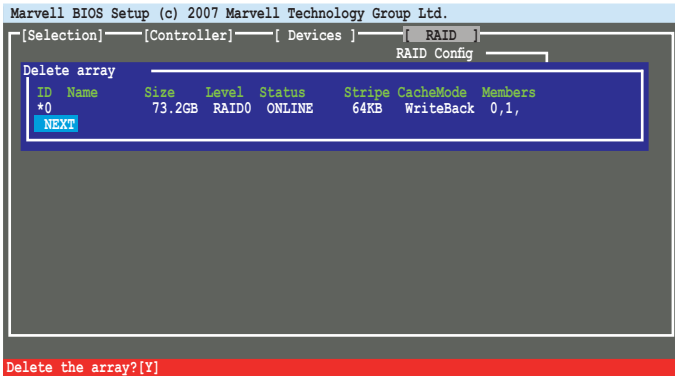 Marvell BIOS Setup (c) 2007 Marvell Technology Group Ltd.
[Selection] [Controller] [ Devices ] [ RAID ]
RAID Config
Delete array
ID Name Size Level Status Stripe CacheMode Members
*0 73.2GB RAID0 ONLINE 64KB WriteBack 0,1,
NEXT
Delete the array?[Y]